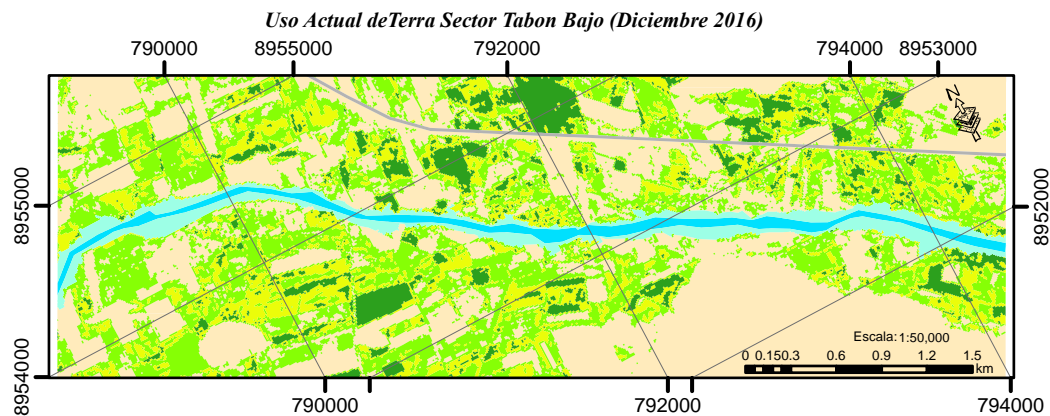 Uso Actual deTerra Sector Tabon Bajo (Diciembre 2016)
790000 8955000 792000 794000 8953000
N
8955000
8952000
Escala:1:50,000
0 0.150.3 0.6 0.9 1.2 1.5
km
8954000
790000 792000 794000